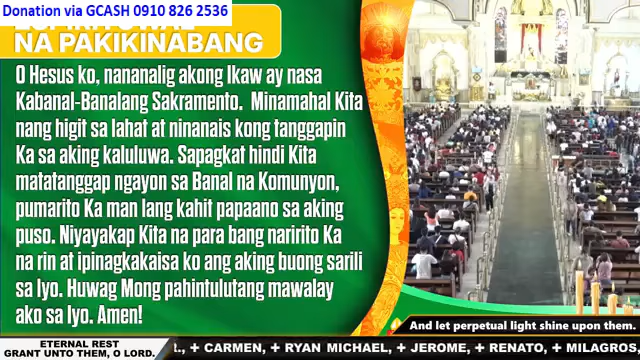 Donation via GCASH 0910 826 2536
NA PAKIKINABANG
O Hesus ko, nananalig akong Ikaw ay nasa
Kabanal-Banalang Sakramento. Minamahal Kita
nang higit sa lahat at ninanais kong tanggapin
Ka sa aking kaluluwa. Sapagkat hindi Kita
matatanggap ngayon sa Banal na Komunyon,
pumarito Ka man lang kahit papaano sa aking
puso. Niyayakap Kita na para bang naririto Ka
na rin at ipinagkakaisa ko ang aking buong sarili
sa Iyo. Huwag Mong pahintulutang mawalay
ako sa Iyo. Amen!
And let perpetual light shine upon them.
ETERNAL REST
GRANT UNTO THEM, O LORD.
+ CARMEN, + RYAN MICHAEL, + JEROME, + RENATO, + MILAGROS,